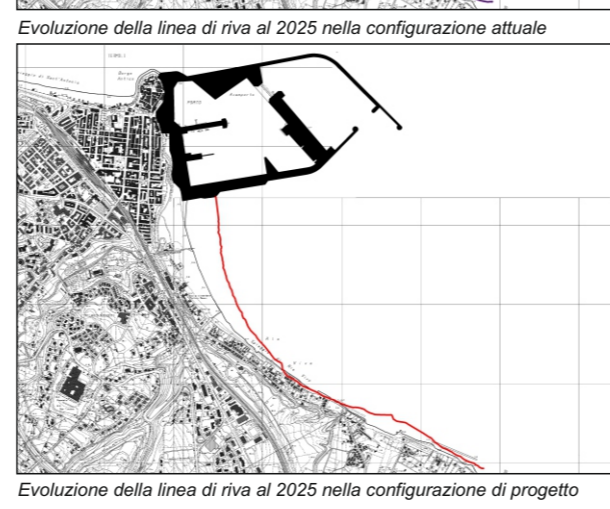 Evoluzione della linea di riva al 2025 nella configurazione attuale
PORTO
Evoluzione della linea di riva al 2025 nella configurazione di progetto